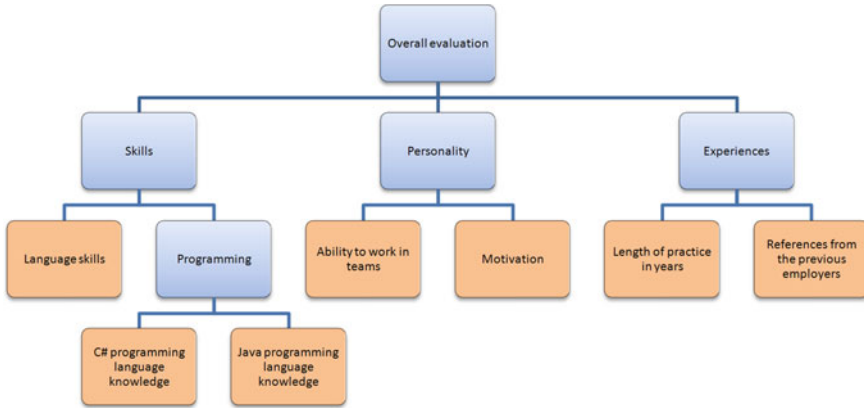 Overall evaluation
Skills
Personality
Experiences
Language skills
Programming
Ability to work in
teams
Motivation
Length of practice
in years
References from
the previous
employers
C# programming
language
knowledge
Java programming
language
knowledge